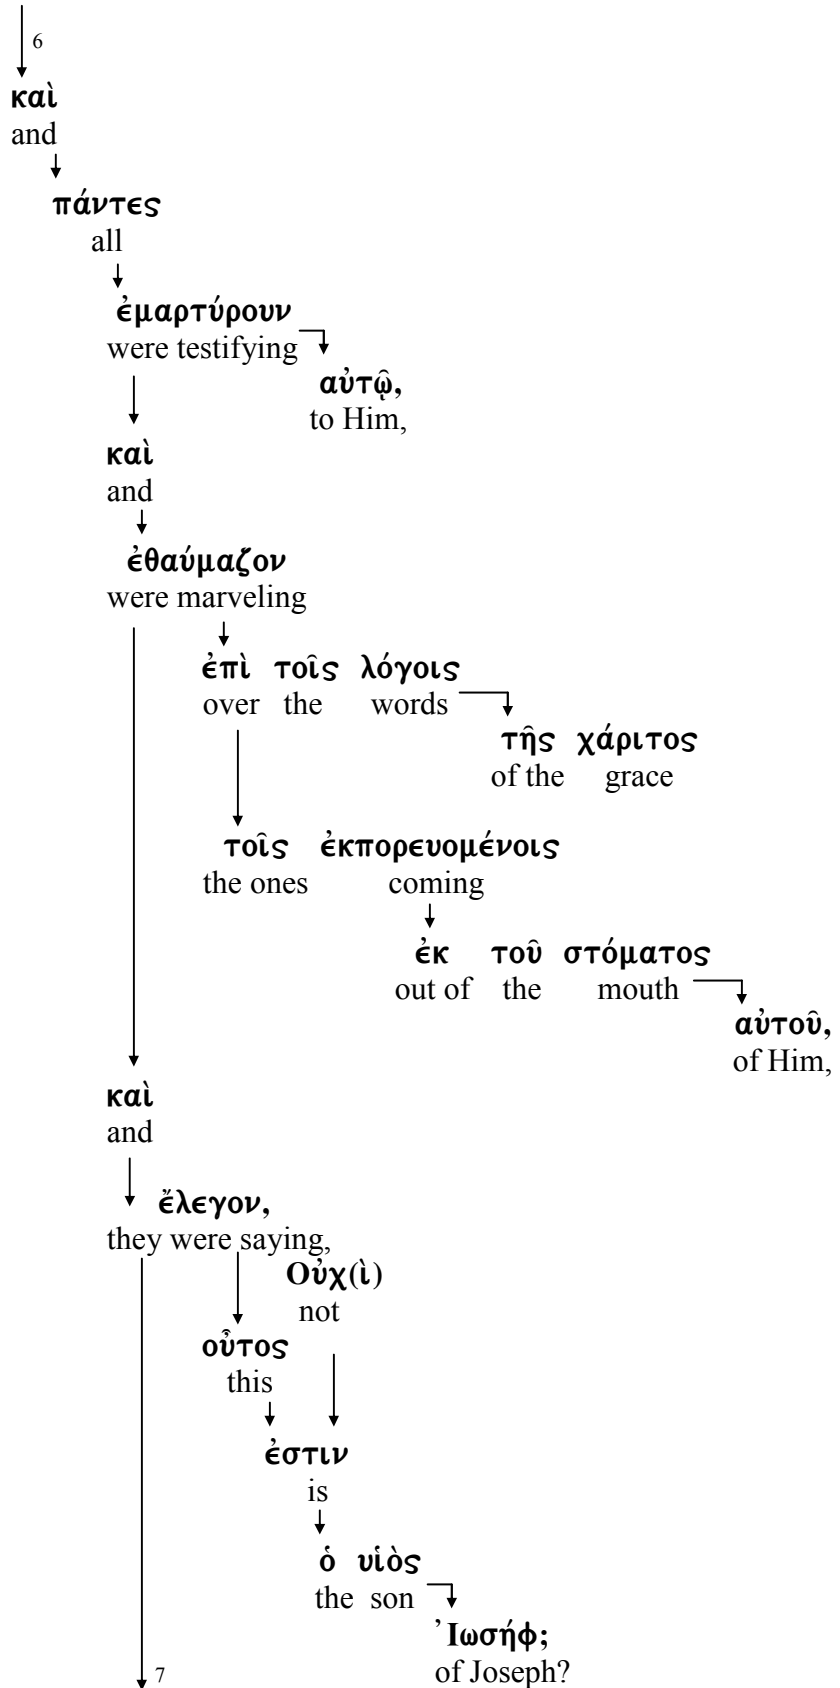 6
καὶ
and
πάντες
all
ἐμαρτύρουν
were testifying
αὐτῷ,
to Him,
καὶ
and
ἐθαύμαζον
were marveling
ἐπὶ τοῖς λόγοις
over the words
τῆς χάριτος
of the grace
τοῖς ἐκπορευομένοις
the ones coming
ἐκ τοῦ στόματος
out of the mouth
αὐτοῦ,
of Him,
καὶ
and
ἔλεγον,
they were saying,
Οὐχ(ὶ)
not
οὗτος
this
ἐστιν
is
ὁ υἱὸς
the son
Ἰωσήφ;
of Joseph?
7